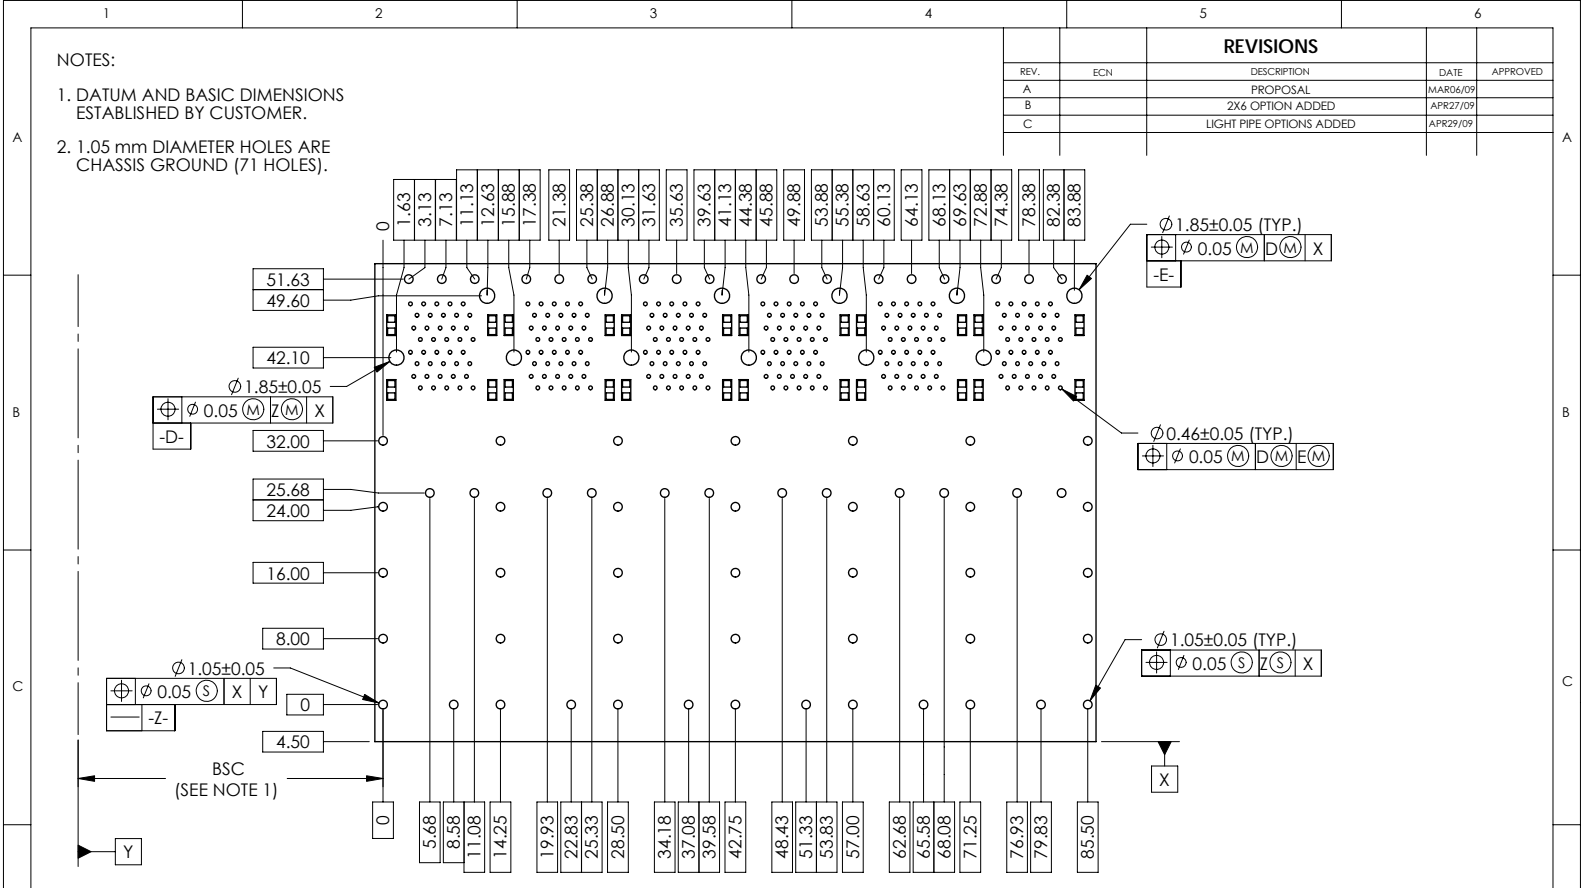 1 2 3 4 5 6
NOTES:
1. DATUM AND BASIC DIMENSIONS
ESTABLISHED BY CUSTOMER.
2. 1.05 mm DIAMETER HOLES ARE
CHASSIS GROUND (71 HOLES).
REVISIONS
REV. ECN DESCRIPTION DATE APPROVED
A PROPOSAL MAR06/09
B 2X6 OPTION ADDED APR27/09
C LIGHT PIPE OPTIONS ADDED APR29/09
A A
0 1.63 3.13 7.13 11.13 12.63 15.88 17.38 21.38 25.38 26.88 30.13 31.63 35.63 39.63 41.13 44.38 45.88 49.88 53.88 55.38 58.63 60.13 64.13 68.13 69.63 72.88 74.38 78.38 82.38 83.88
∅1.85±0.05 (TYP.)
⌖ ∅ 0.05 Ⓜ DⓂ X
-E-
51.63
49.60
42.10
∅1.85±0.05
⌖ ∅ 0.05 Ⓜ ZⓂ X
-D-
B B
32.00
∅0.46±0.05 (TYP.)
⌖ ∅ 0.05 Ⓜ DⓂ EⓂ
25.68
24.00
16.00
8.00
∅1.05±0.05 (TYP.)
⌖ ∅ 0.05 Ⓢ ZⓈ X
∅1.05±0.05
⌖ ∅ 0.05 Ⓢ X Y
-Z-
C C
0
4.50
BSC
(SEE NOTE 1)
X
Y
0 5.68 8.58 11.08 14.25 19.93 22.83 25.33 28.50 34.18 37.08 39.58 42.75 48.43 51.33 53.83 57.00 62.68 65.58 68.08 71.25 76.93 79.83 85.50